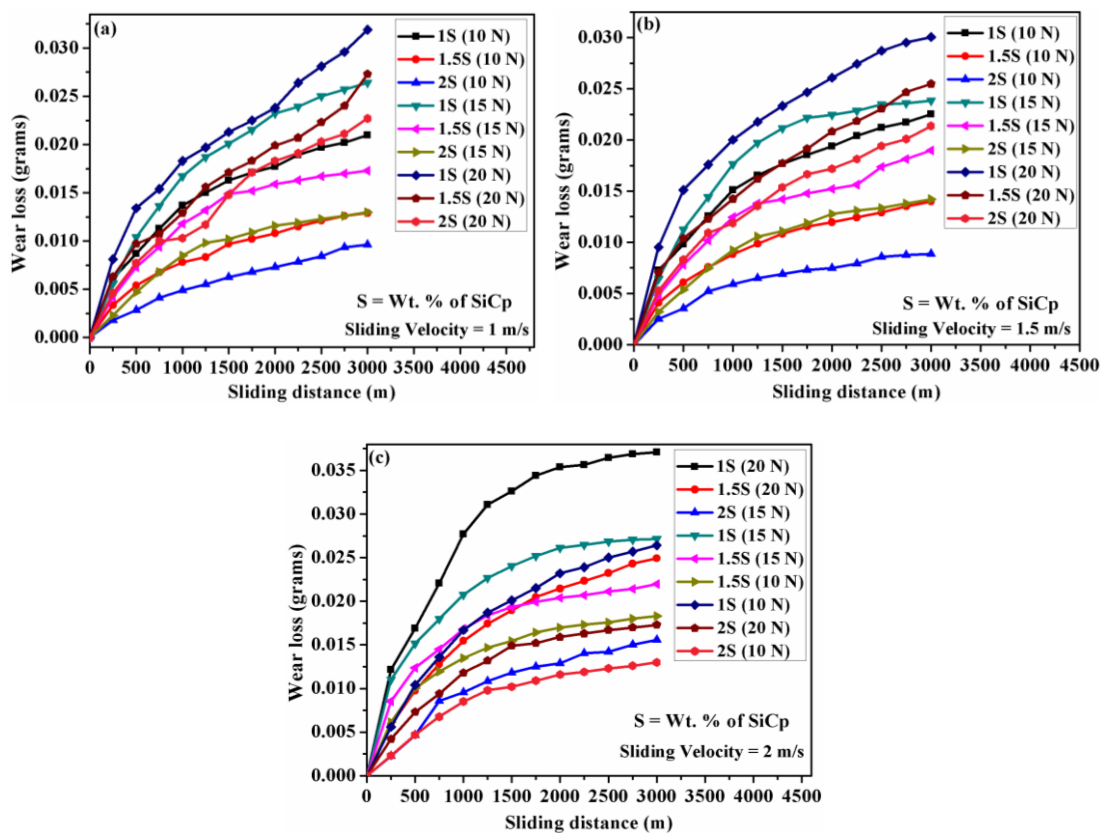 (a)
1S (10 N)
1.5S (10 N)
2S (10 N)
1S (15 N)
1.5S (15 N)
2S (15 N)
1S (20 N)
1.5S (20 N)
2S (20 N)
Wear loss (grams)
0.030
0.025
0.020
0.015
0.010
0.005
0.000
S = Wt. % of SiCp
Sliding Velocity = 1 m/s
0 500 1000 1500 2000 2500 3000 3500 4000 4500
Sliding distance (m)
(b)
1S (10 N)
1.5S (10 N)
2S (10 N)
1S (15 N)
1.5S (15 N)
2S (15 N)
1S (20 N)
1.5S (20 N)
2S (20 N)
Wear loss (grams)
0.030
0.025
0.020
0.015
0.010
0.005
0.000
S = Wt. % of SiCp
Sliding Velocity = 1.5 m/s
0 500 1000 1500 2000 2500 3000 3500 4000 4500
Sliding distance (m)
(c)
1S (20 N)
1.5S (20 N)
2S (15 N)
1S (15 N)
1.5S (15 N)
1.5S (10 N)
1S (10 N)
2S (20 N)
2S (10 N)
Wear loss (grams)
0.035
0.030
0.025
0.020
0.015
0.010
0.005
0.000
S = Wt. % of SiCp
Sliding Velocity = 2 m/s
0 500 1000 1500 2000 2500 3000 3500 4000 4500
Sliding distance (m)